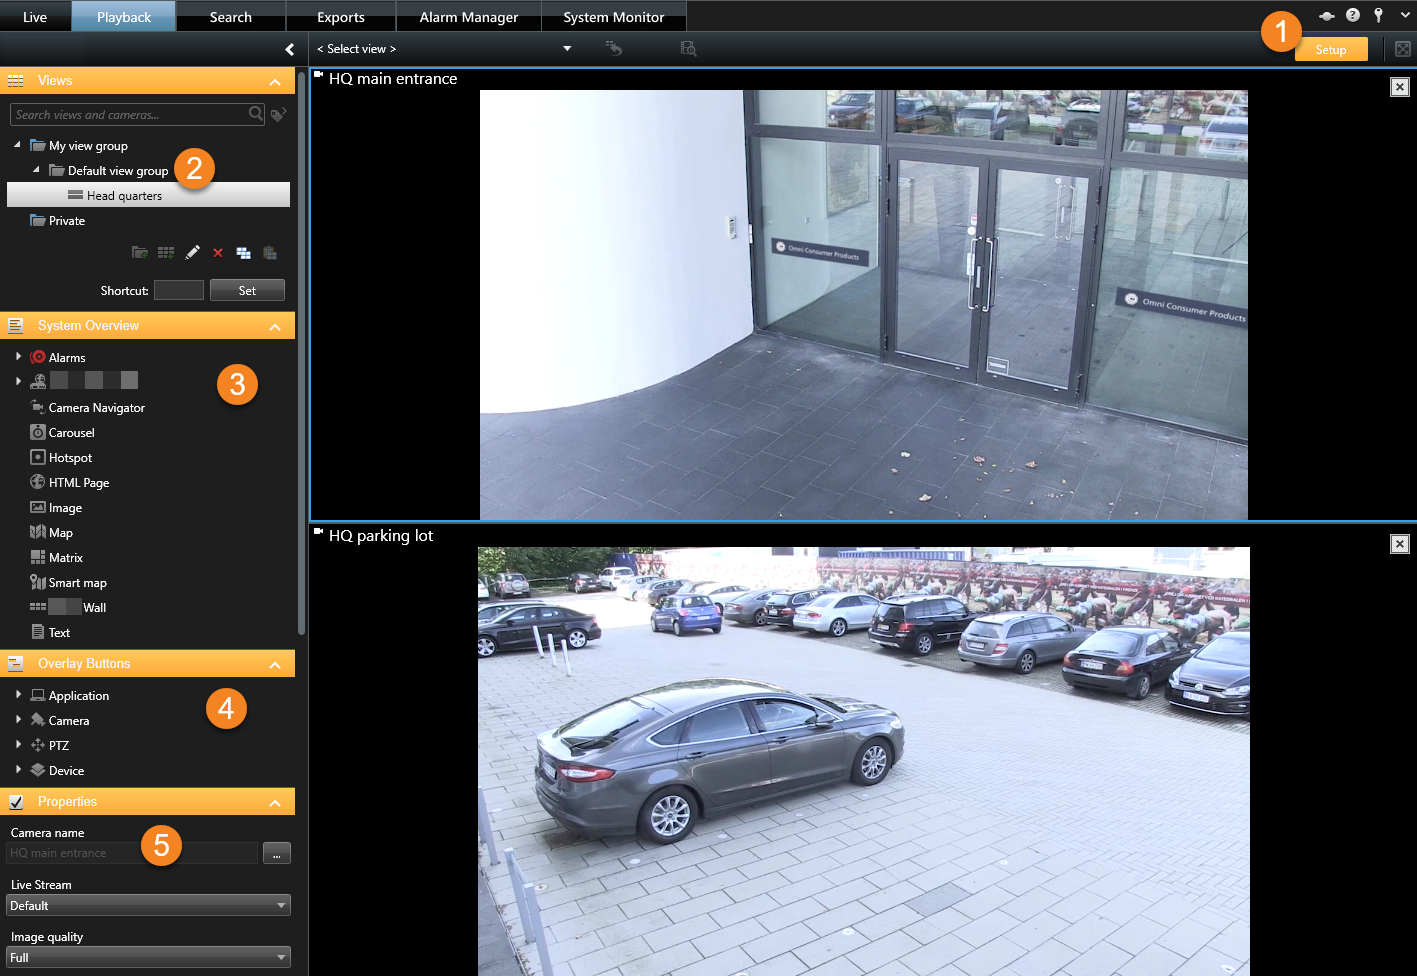 Live
Playback
Search
Exports
Alarm Manager
System Monitor
?
1
< Select view >
Setup
Views
Search views and cameras...
My view group
Default view group
2
Head quarters
Private
Shortcut:
Set
System Overview
Alarms
3
Camera Navigator
Carousel
Hotspot
HTML Page
Image
Map
Matrix
Smart map
Wall
Text
Overlay Buttons
Application
4
Camera
PTZ
Device
Properties
Camera name
5
HQ main entrance
...
Live Stream
Default
Image quality
Full
HQ main entrance
Omni Consumer Products
Omni Consumer Products
HQ parking lot